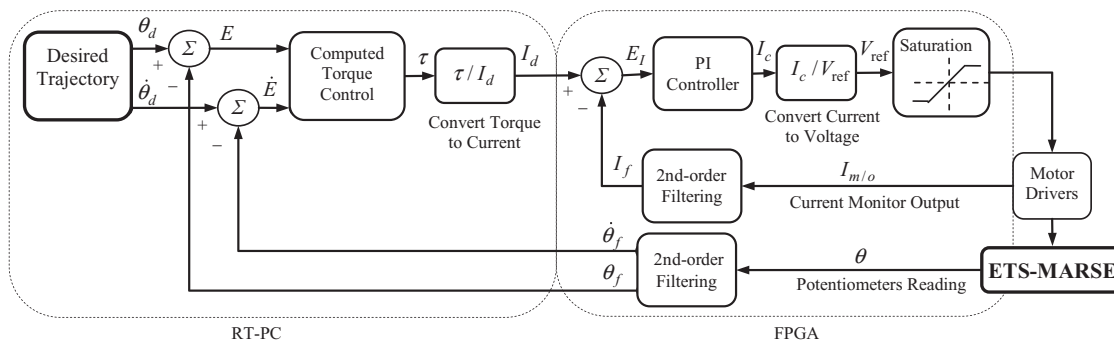 θ_d
E
Desired
Trajectory
Σ
+
−
Computed
Torque
Control
τ
τ / I_d
I_d
Convert Torque
to Current
θ̇_d
Σ
Ė
+
−
Σ
+
−
E_I
PI
Controller
I_c
I_c / V_ref
Convert Current
to Voltage
V_ref
Saturation
I_f
2nd-order
Filtering
I_m/o
Current Monitor Output
Motor
Drivers
θ̇_f
θ_f
2nd-order
Filtering
θ
Potentiometers Reading
ETS-MARSE
RT-PC
FPGA